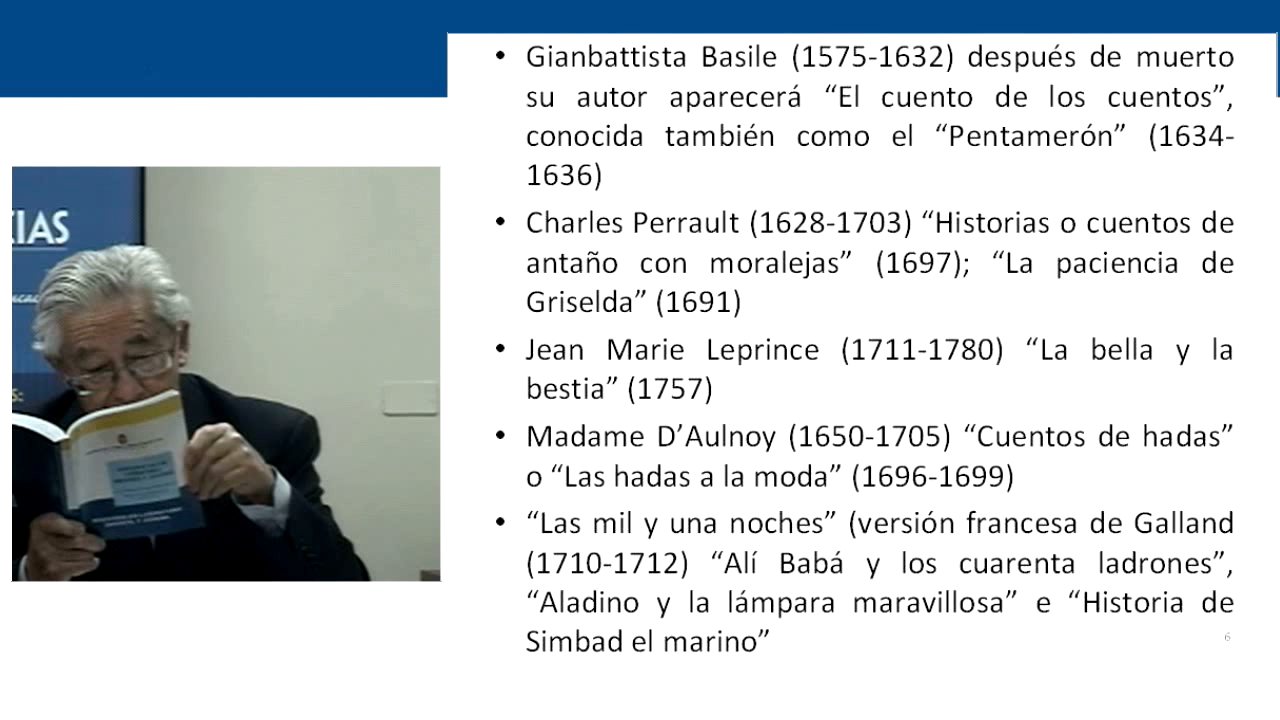 • Gianbattista Basile (1575-1632) después de muerto
su autor aparecerá “El cuento de los cuentos”,
conocida también como el “Pentamerón” (1634-
1636)
• Charles Perrault (1628-1703) “Historias o cuentos de
antaño con moralejas” (1697); “La paciencia de
Griselda” (1691)
• Jean Marie Leprince (1711-1780) “La bella y la
bestia” (1757)
• Madame D’Aulnoy (1650-1705) “Cuentos de hadas”
o “Las hadas a la moda” (1696-1699)
• “Las mil y una noches” (versión francesa de Galland
(1710-1712) “Alí Babá y los cuarenta ladrones”,
“Aladino y la lámpara maravillosa” e “Historia de
Simbad el marino”
6
CIAS